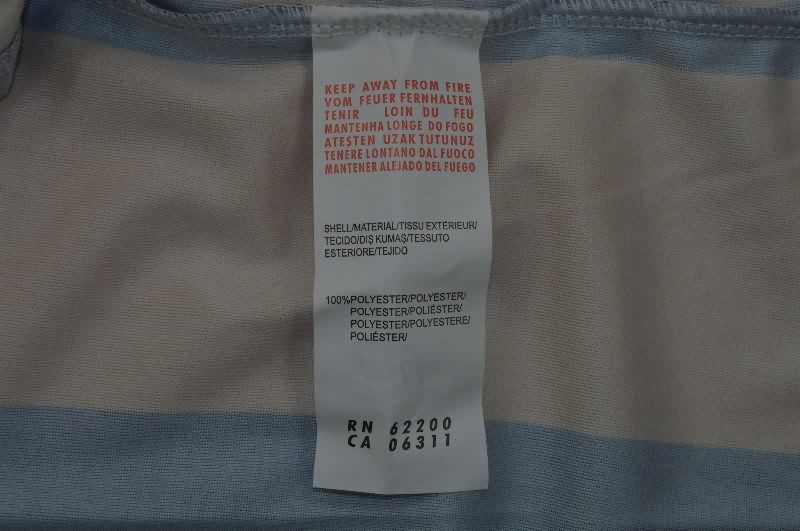 KEEP AWAY FROM FIRE
VOM FEUER FERNHALTEN
TENIR LOIN DU FEU
MANTENHA LONGE DO FOGO
ATESTEN UZAK TUTUNUZ
TENERE LONTANO DAL FUOCO
MANTENER ALEJADO DEL FUEGO
SHELL/MATERIAL/TISSU EXTÉRIEUR/
TECIDO/DIŞ KUMAŞ/TESSUTO
ESTERIORE/TEJIDO
100%POLYESTER/POLYESTER/
POLYESTER/POLIÉSTER/
POLYESTER/POLYESTERE/
POLIÉSTER/
RN 62200
CA 06311